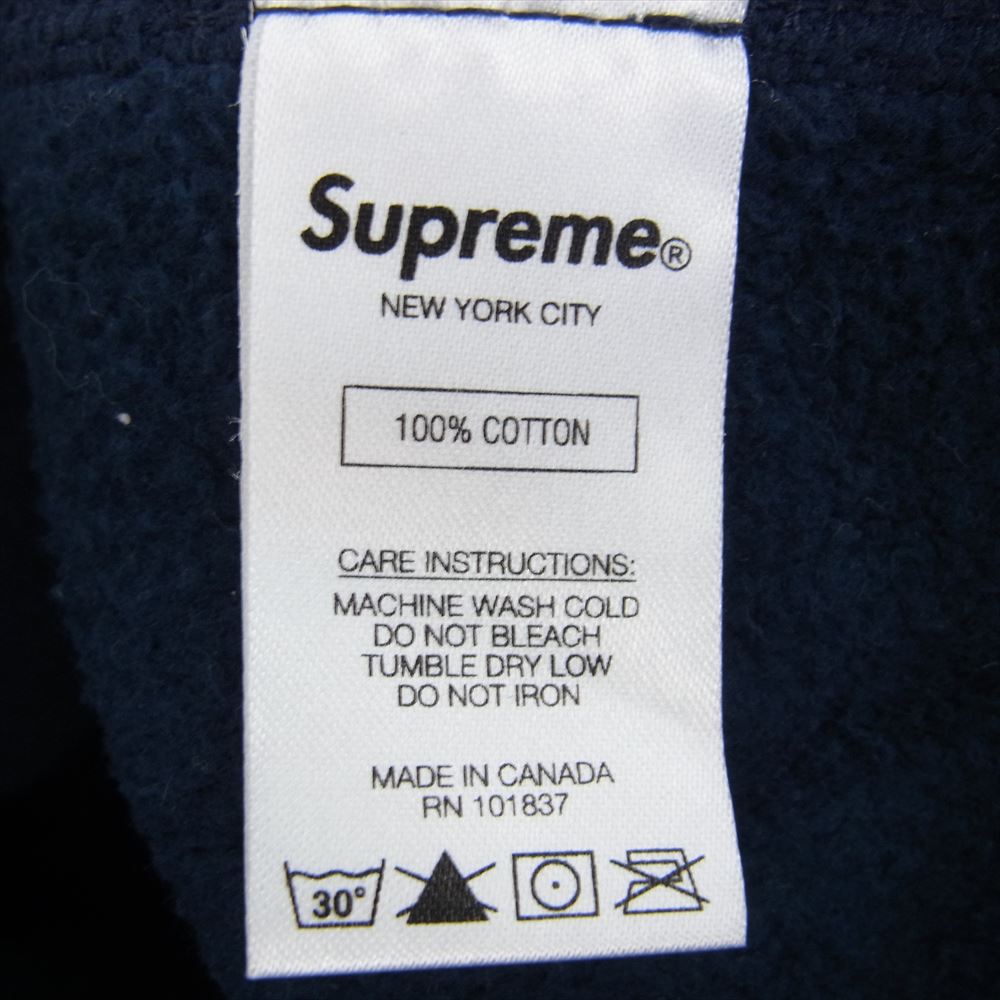 Supreme®
NEW YORK CITY
100% COTTON
CARE INSTRUCTIONS:
MACHINE WASH COLD
DO NOT BLEACH
TUMBLE DRY LOW
DO NOT IRON
MADE IN CANADA
RN 101837
30°